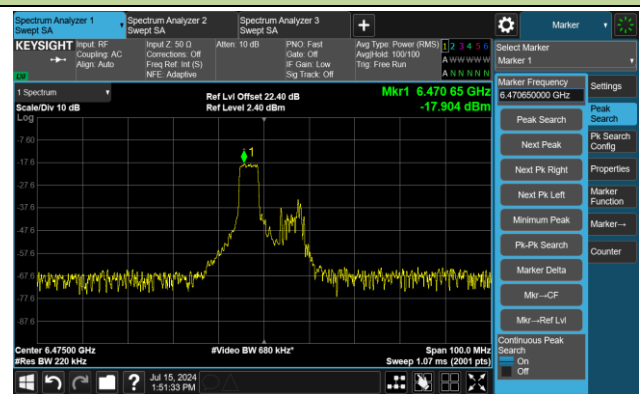 Spectrum Analyzer 1
Swept SA
Spectrum Analyzer 2
Swept SA
Spectrum Analyzer 3
Swept SA
Marker
KEYSIGHT
Input: RF
Coupling: AC
Align: Auto
Input Z: 50 Ω
Corrections: Off
Freq Ref: Int (S)
NFE: Adaptive
Atten: 10 dB
PNO: Fast
Gate: Off
IF Gain: Low
Sig Track: Off
Avg Type: Power (RMS)
Avg|Hold: 100/100
Trig: Free Run
1 2 3 4 5 6
A W W W W W
A N N N N N
Select Marker
Marker 1
1 Spectrum
Scale/Div 10 dB
Log
Ref Lvl Offset 22.40 dB
Ref Level 2.40 dBm
Mkr1 6.470 65 GHz
-17.904 dBm
-7.60
-17.6
-27.6
-37.6
-47.6
-57.6
-67.6
-77.6
-87.6
1
Center 6.47500 GHz
#Res BW 220 kHz
#Video BW 680 kHz*
Span 100.0 MHz
Sweep 1.07 ms (2001 pts)
Marker Frequency
6.470650000 GHz
Peak Search
Next Peak
Next Pk Right
Next Pk Left
Minimum Peak
Pk-Pk Search
Marker Delta
Mkr→CF
Mkr→Ref Lvl
Continuous Peak
Search
On
Off
Settings
Peak
Search
Pk Search
Config
Properties
Marker
Function
Marker→
Counter
?
Jul 15, 2024
1:51:33 PM